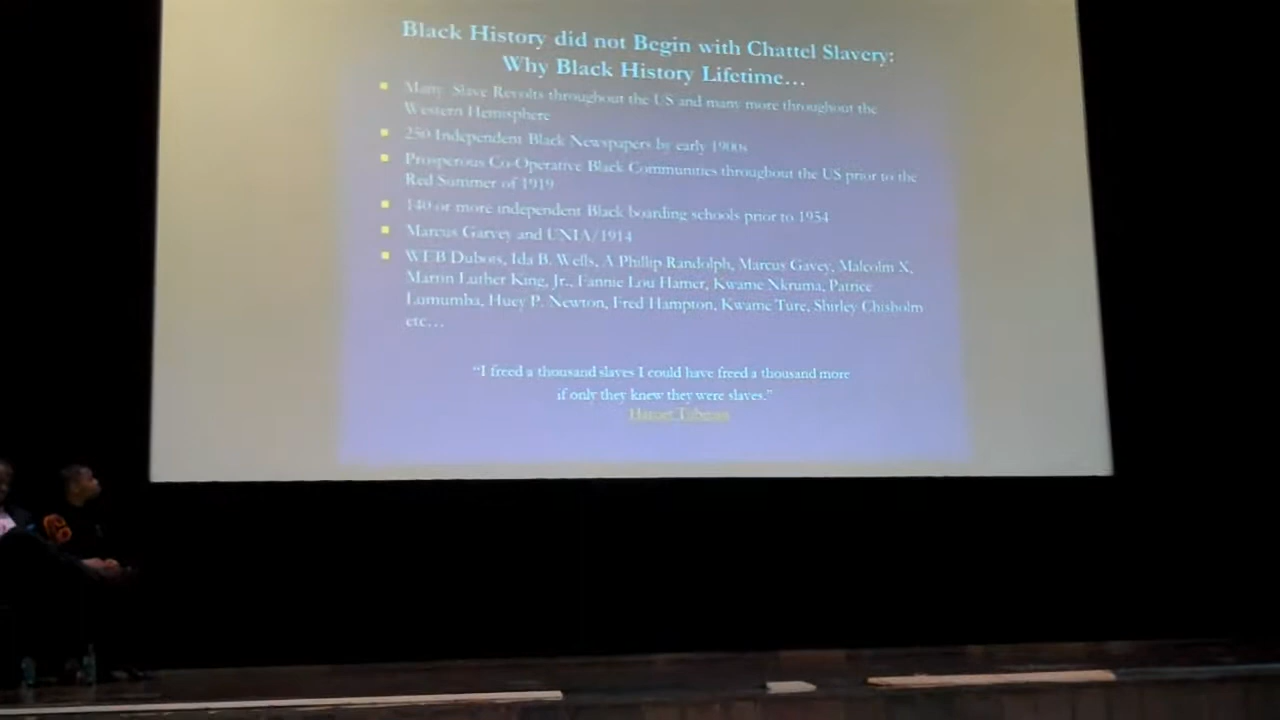 Black History did not Begin with Chattel Slavery:
Why Black History Lifetime...
Many Slave Revolts throughout the US and many more throughout the
Western Hemisphere
250 Independent Black Newspapers by early 1900s
Prosperous Co-Operative Black Communities throughout the US prior to the
Red Summer of 1919
140 or more independent Black boarding schools prior to 1954
Marcus Garvey and UNIA/1914
WEB Dubois, Ida B. Wells, A Phillip Randolph, Marcus Gavey, Malcolm X,
Martin Luther King, Jr., Fannie Lou Hamer, Kwame Nkruma, Patrice
Lumumba, Huey P. Newton, Fred Hampton, Kwame Ture, Shirley Chisholm
etc...
"I freed a thousand slaves I could have freed a thousand more
if only they knew they were slaves."
Harriet Tubman